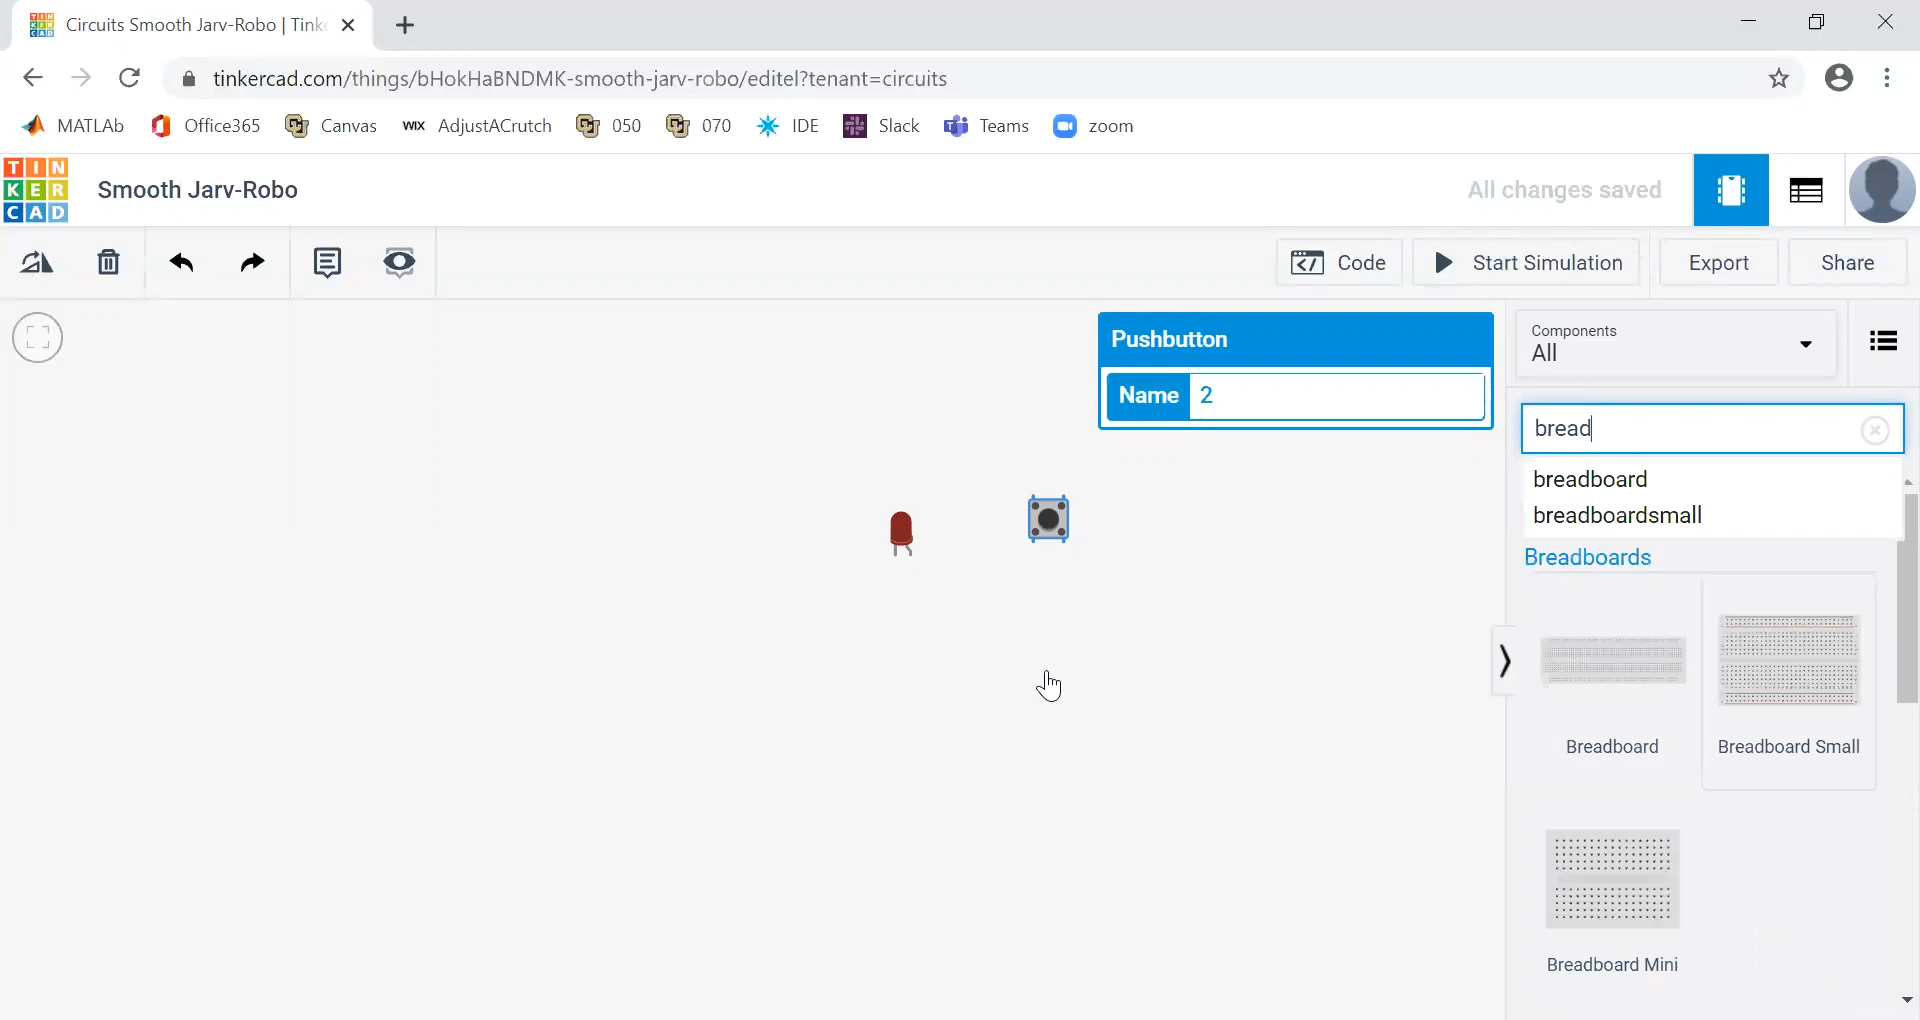 Circuits Smooth Jarv-Robo | Tink
tinkercad.com/things/bHokHaBNDMK-smooth-jarv-robo/editel?tenant=circuits
MATLAb Office365 Canvas WIX AdjustACrutch 050 070 IDE Slack Teams zoom
TIN
KER
CAD
Smooth Jarv-Robo
All changes saved
Code
Start Simulation
Export
Share
Pushbutton
Name 2
Components
All
bread
breadboard
breadboardsmall
Breadboards
Breadboard
Breadboard Small
Breadboard Mini